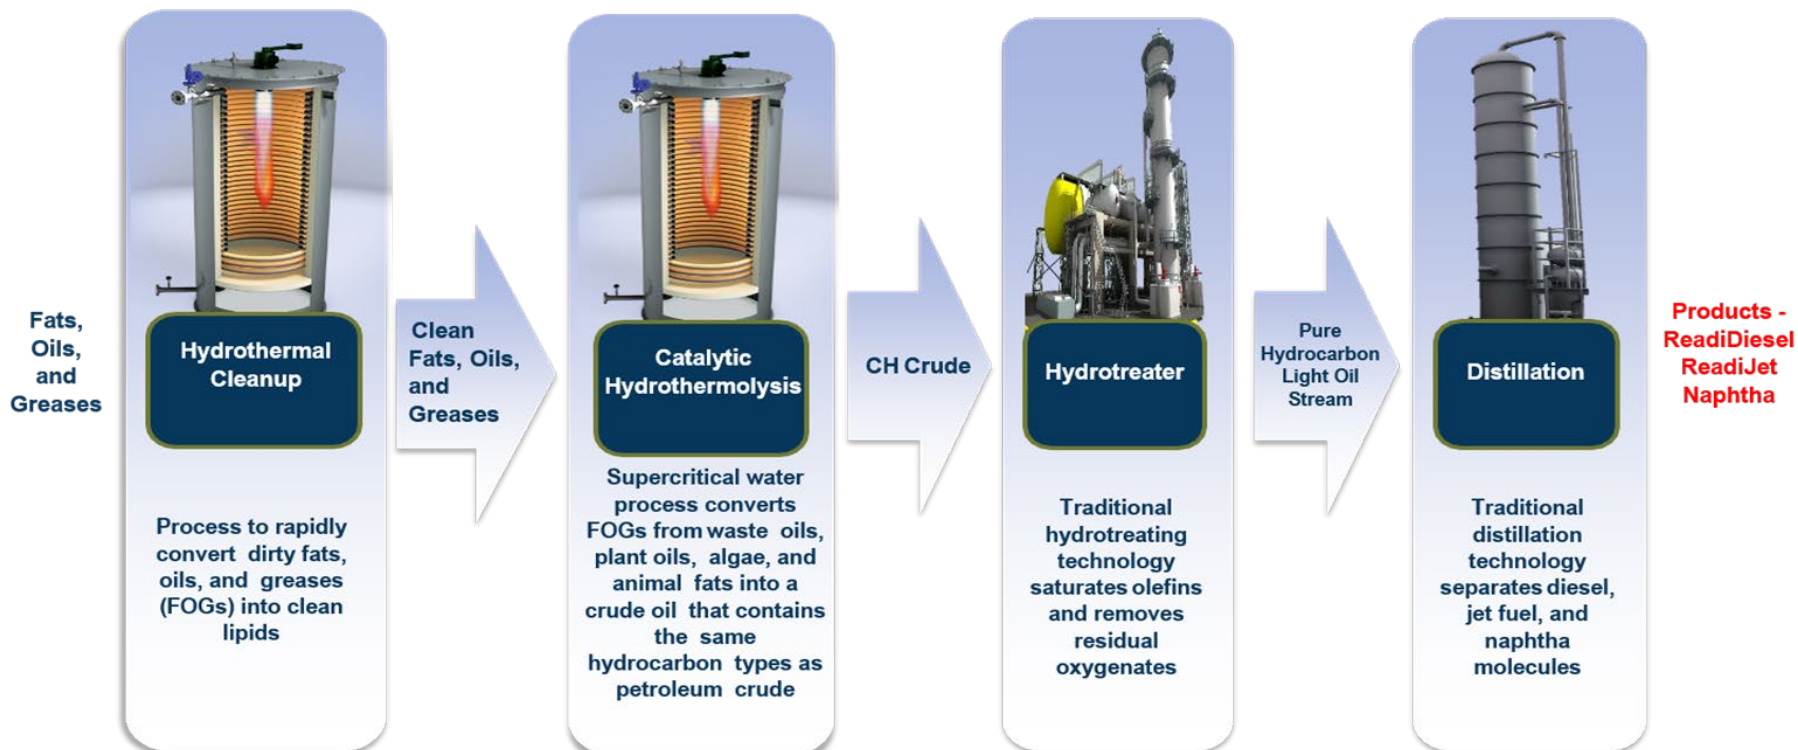 Fats,
Oils,
and
Greases
Hydrothermal
Cleanup
Process to rapidly
convert dirty fats,
oils, and greases
(FOGs) into clean
lipids
Clean
Fats, Oils,
and
Greases
Catalytic
Hydrothermolysis
Supercritical water
process converts
FOGs from waste oils,
plant oils, algae, and
animal fats into a
crude oil that contains
the same
hydrocarbon types as
petroleum crude
CH Crude
Hydrotreater
Traditional
hydrotreating
technology
saturates olefins
and removes
residual
oxygenates
Pure
Hydrocarbon
Light Oil
Stream
Distillation
Traditional
distillation
technology
separates diesel,
jet fuel, and
naphtha
molecules
Products -
ReadiDiesel
ReadiJet
Naphtha